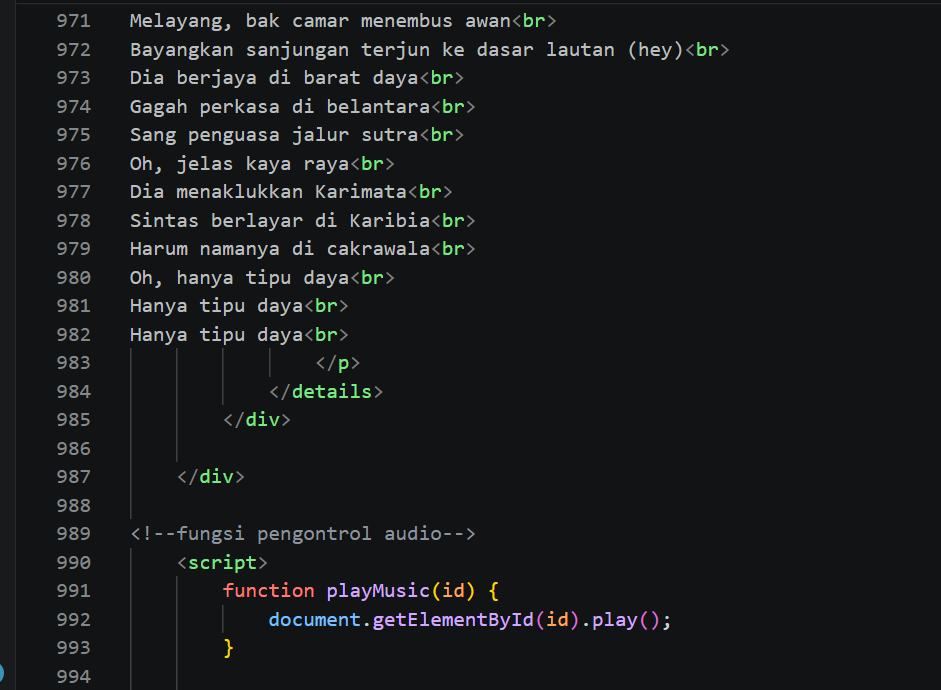 971 Melayang, bak camar menembus awan<br>
972 Bayangkan sanjungan terjun ke dasar lautan (hey)<br>
973 Dia berjaya di barat daya<br>
974 Gagah perkasa di belantara<br>
975 Sang penguasa jalur sutra<br>
976 Oh, jelas kaya raya<br>
977 Dia menaklukkan Karimata<br>
978 Sintas berlayar di Karibia<br>
979 Harum namanya di cakrawala<br>
980 Oh, hanya tipu daya<br>
981 Hanya tipu daya<br>
982 Hanya tipu daya<br>
983 </p>
984 </details>
985 </div>
986
987 </div>
988
989 <!--fungsi pengontrol audio-->
990 <script>
991 function playMusic(id) {
992 document.getElementById(id).play();
993 }
994